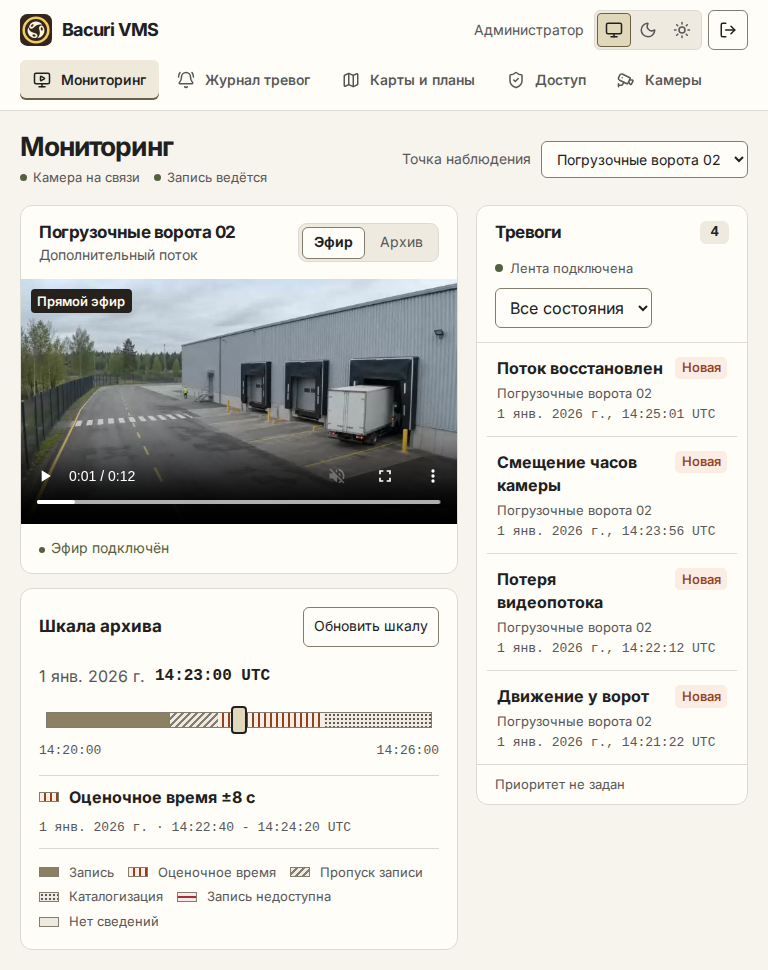 Bacuri VMS
Администратор
Мониторинг
Журнал тревог
Карты и планы
Доступ
Камеры
Мониторинг
Камера на связи
Запись ведётся
Точка наблюдения
Погрузочные ворота 02
Погрузочные ворота 02
Дополнительный поток
Эфир
Архив
Прямой эфир
0:01 / 0:12
Эфир подключён
Шкала архива
Обновить шкалу
1 янв. 2026 г. 14:23:00 UTC
14:20:00
14:26:00
Оценочное время ±8 с
1 янв. 2026 г. · 14:22:40 - 14:24:20 UTC
Запись
Оценочное время
Пропуск записи
Каталогизация
Запись недоступна
Нет сведений
Тревоги
4
Лента подключена
Все состояния
Поток восстановлен
Новая
Погрузочные ворота 02
1 янв. 2026 г., 14:25:01 UTC
Смещение часов
камеры
Новая
Погрузочные ворота 02
1 янв. 2026 г., 14:23:56 UTC
Потеря
видеопотока
Новая
Погрузочные ворота 02
1 янв. 2026 г., 14:22:12 UTC
Движение у ворот
Новая
Погрузочные ворота 02
1 янв. 2026 г., 14:21:22 UTC
Приоритет не задан